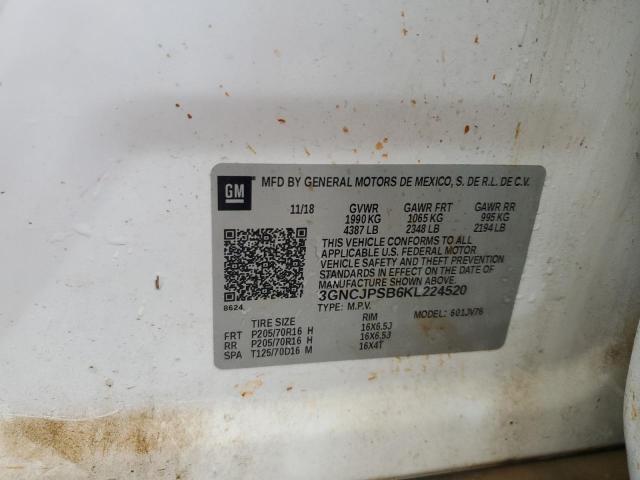 GM
MFD BY GENERAL MOTORS DE MEXICO, S. DE R.L. DE C.V.
11/18 GVWR GAWR FRT GAWR RR
1990 KG 1065 KG 995 KG
4387 LB 2348 LB 2194 LB
THIS VEHICLE CONFORMS TO ALL
APPLICABLE U.S. FEDERAL MOTOR
VEHICLE SAFETY AND THEFT PREVENTION
STANDARDS IN EFFECT ON THE DATE OF
MANUFACTURE SHOWN ABOVE.
3GNCJPSB6KL224520
8624 TYPE: M.P.V. MODEL: 601JV76
TIRE SIZE RIM
FRT P205/70R16 H 16X6.5J
RR P205/70R16 H 16X6.5J
SPA T125/70D16 M 16X4T